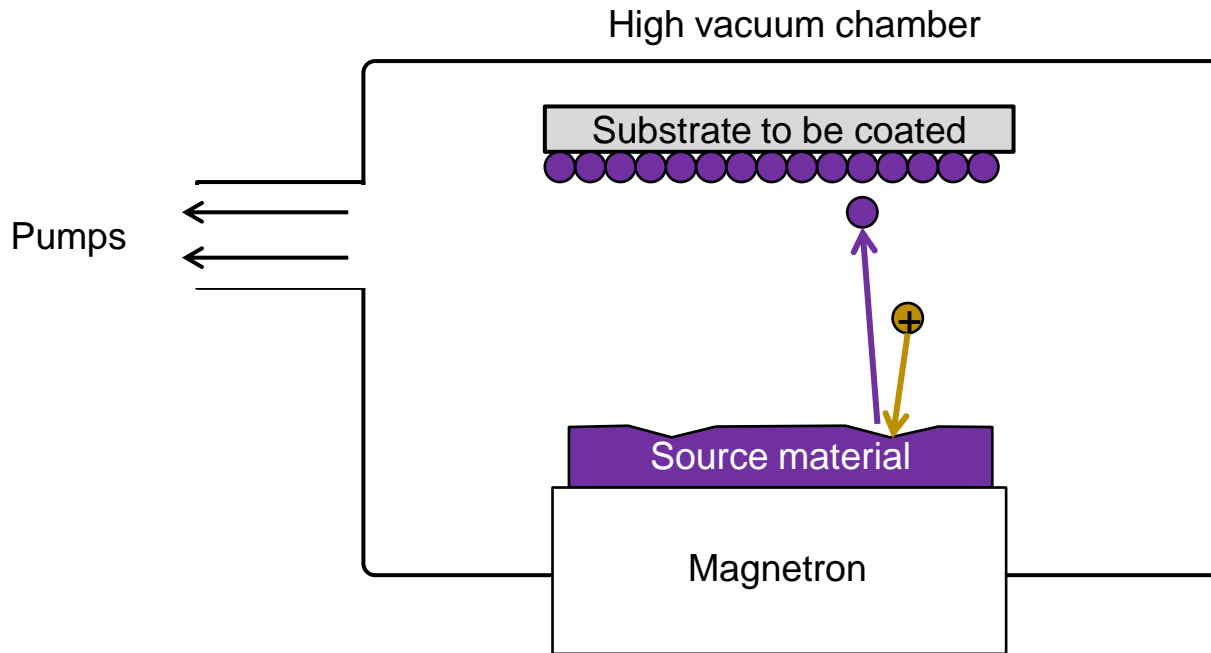 High vacuum chamber
Substrate to be coated
Pumps
+
Source material
Magnetron